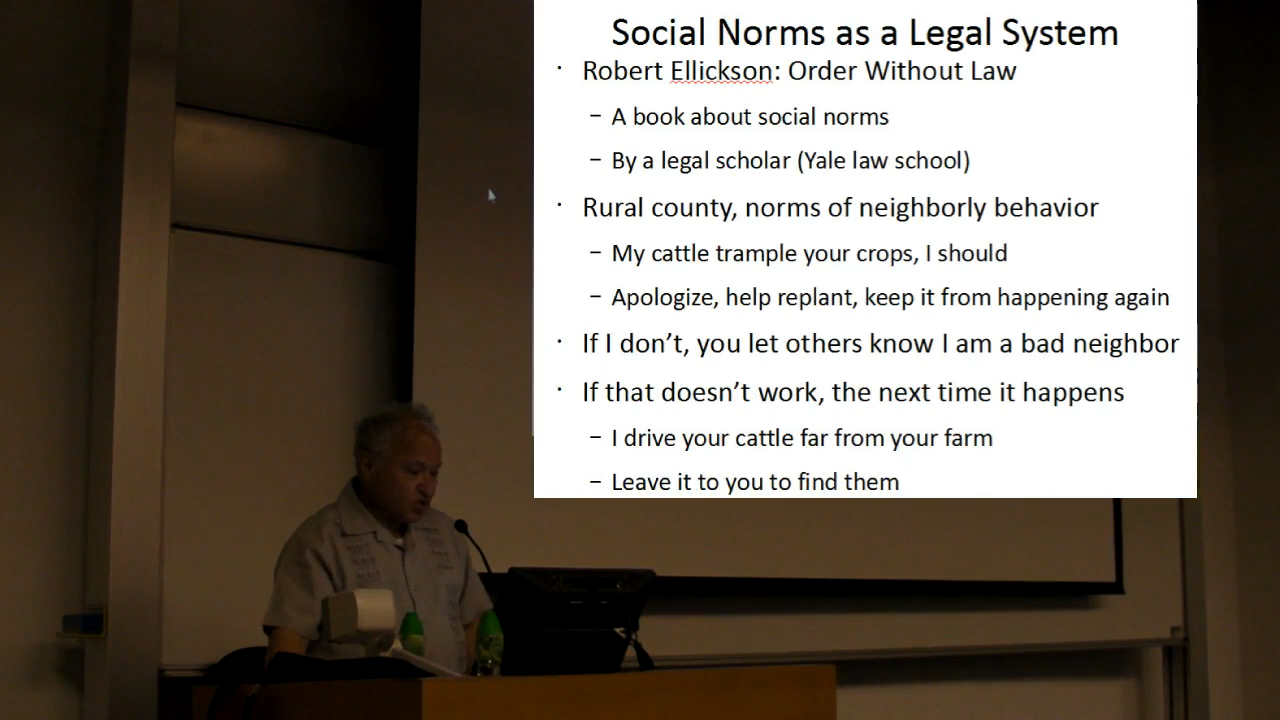 Social Norms as a Legal System
· Robert Ellickson: Order Without Law
– A book about social norms
– By a legal scholar (Yale law school)
· Rural county, norms of neighborly behavior
– My cattle trample your crops, I should
– Apologize, help replant, keep it from happening again
· If I don’t, you let others know I am a bad neighbor
· If that doesn’t work, the next time it happens
– I drive your cattle far from your farm
– Leave it to you to find them